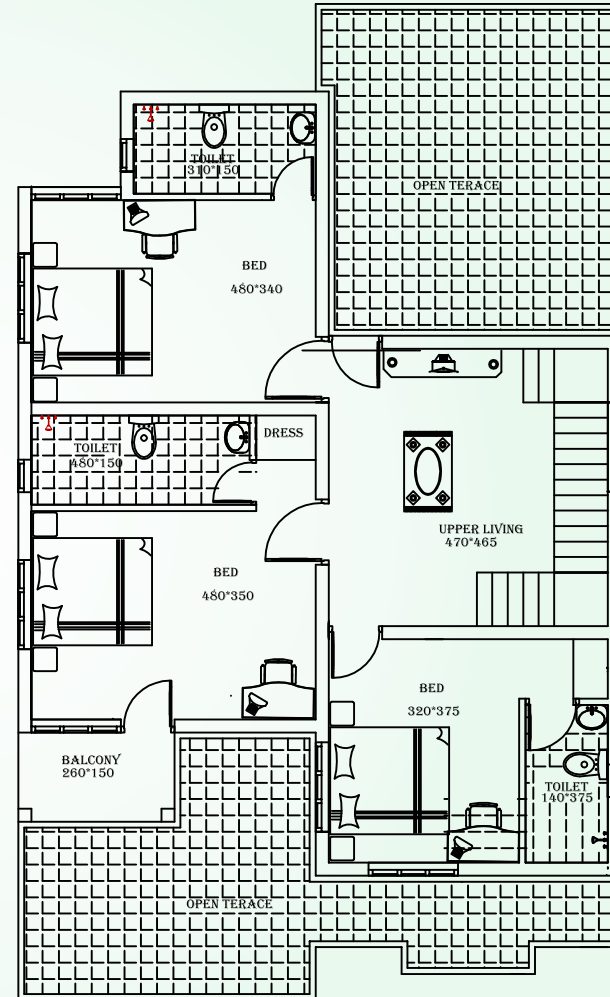 TOILET
310*150
OPEN TERACE
BED
480*340
DRESS
TOILET
480*150
UPPER LIVING
470*465
BED
480*350
BED
320*375
BALCONY
260*150
TOILET
140*375
OPEN TERACE